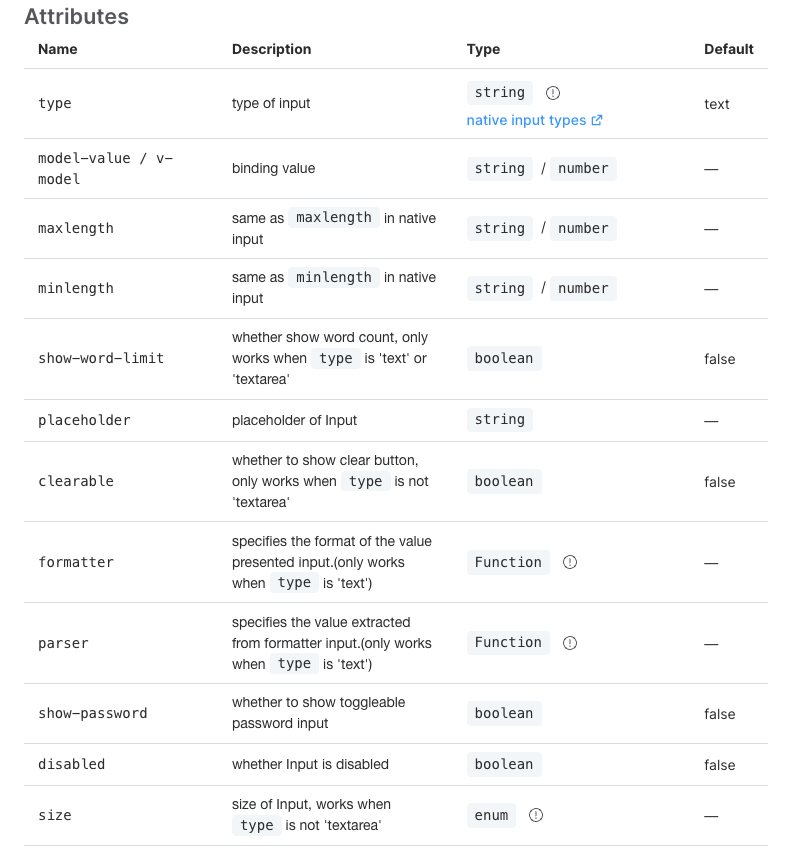 Attributes
Name Description Type Default
type type of input string text
native input types
model-value / v-
model
binding value string / number —
maxlength same as maxlength in native
input
string / number —
minlength same as minlength in native
input
string / number —
show-word-limit whether show word count, only
works when type is 'text' or
'textarea'
boolean false
placeholder placeholder of Input string —
clearable whether to show clear button,
only works when type is not
'textarea'
boolean false
formatter specifies the format of the value
presented input.(only works
when type is 'text')
Function —
parser specifies the value extracted
from formatter input.(only works
when type is 'text')
Function —
show-password whether to show toggleable
password input
boolean false
disabled whether Input is disabled boolean false
size size of Input, works when
type is not 'textarea'
enum —